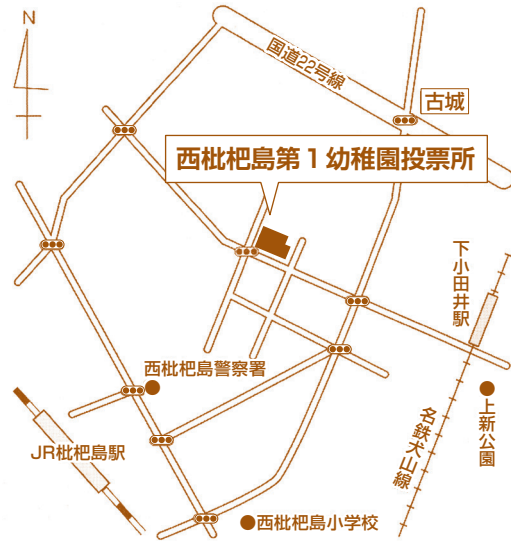 N
国道22号線
古城
西枇杷島第1幼稚園投票所
下小田井駅
西枇杷島警察署
上新公園
JR枇杷島駅
名鉄犬山線
西枇杷島小学校